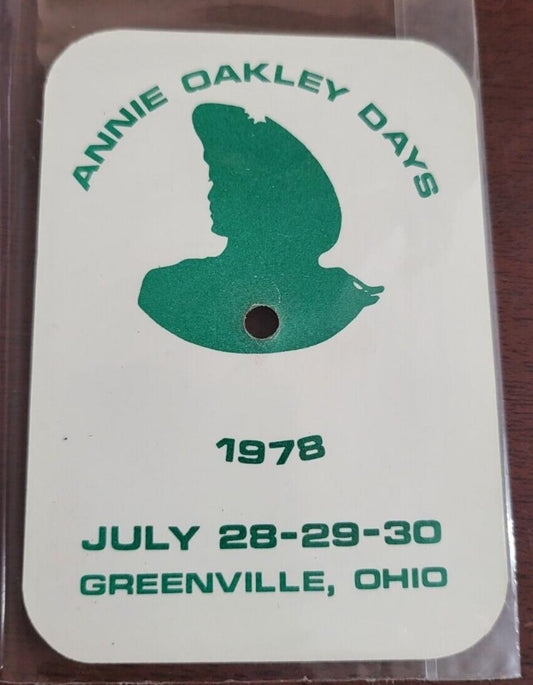 ANNIE OAKLEY DAYS
1978
JULY 28-29-30
GREENVILLE, OHIO